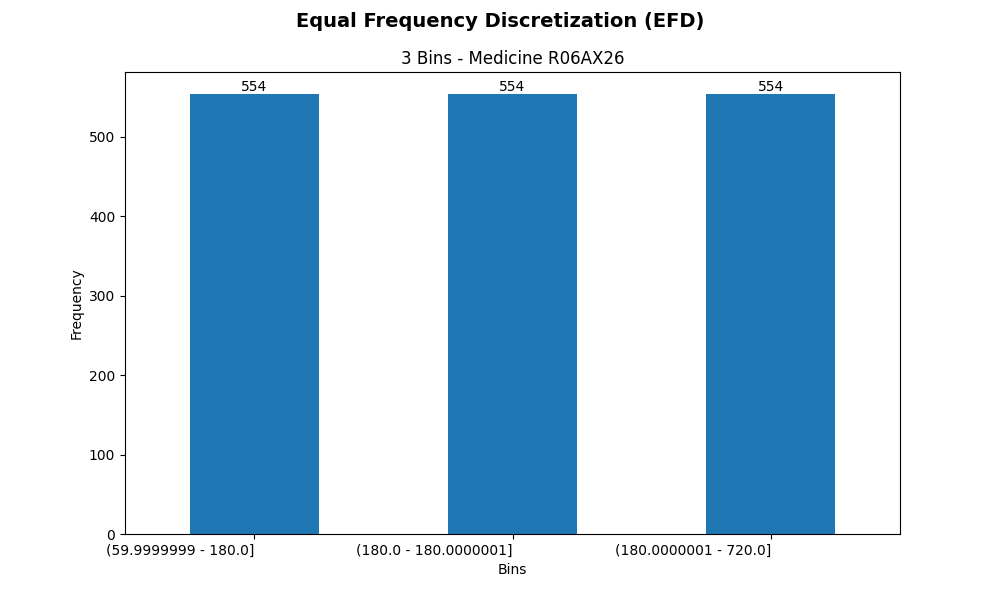 Equal Frequency Discretization (EFD)
3 Bins - Medicine R06AX26
554 554 554
500
400
300
200
100
0
Frequency
(59.9999999 - 180.0] (180.0 - 180.0000001] (180.0000001 - 720.0]
Bins